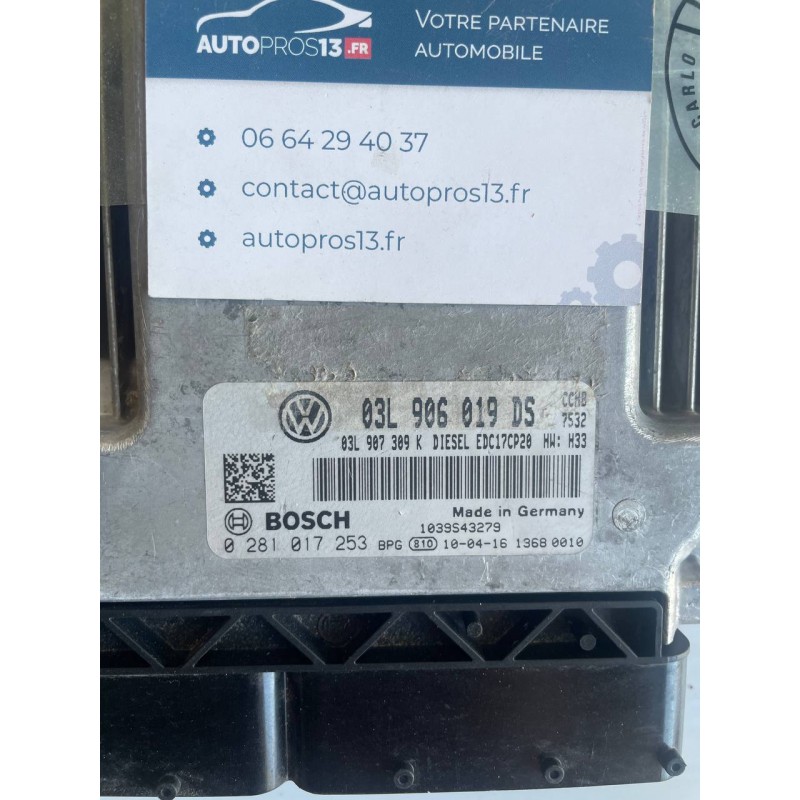 AUTOPROS13.FR
VOTRE PARTENAIRE
AUTOMOBILE
06 64 29 40 37
contact@autopros13.fr
autopros13.fr
CARLO
03L 906 019 DS
7532
03L 907 309 K DIESEL EDC17CP20 HW: H33
Made in Germany
BOSCH
1039S43279
0 281 017 253 BPG 810 10-04-16 1368 0010